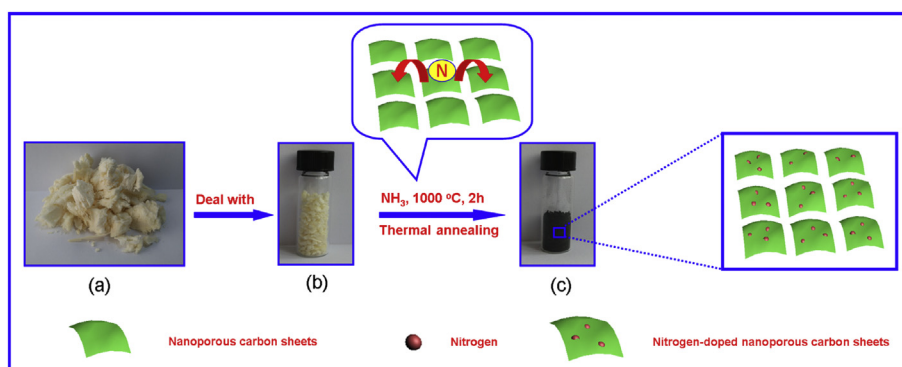 N
Deal with
NH₃, 1000 ºC, 2h
Thermal annealing
(a)
(b)
(c)
Nanoporous carbon sheets
Nitrogen
Nitrogen-doped nanoporous carbon sheets